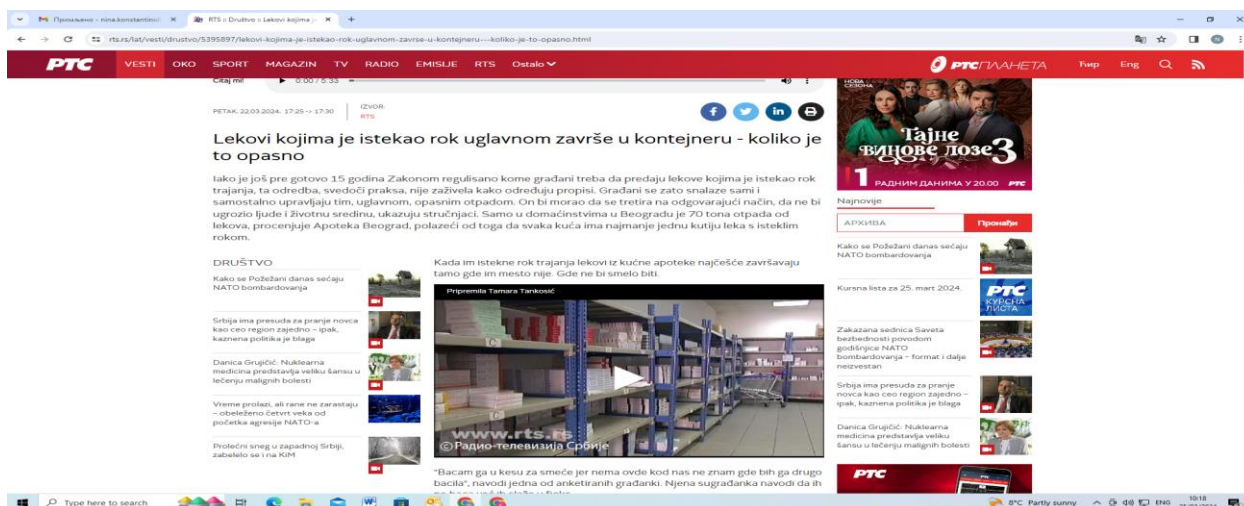 Примљено - nina.konstantinid
RTS :: Društvo :: Lekovi kojima je
rts.rs/lat/vesti/drustvo/5395897/lekovi-kojima-je-istekao-rok-uglavnom-zavrse-u-kontejneru---koliko-je-to-opasno.html
РТС VESTI OKO SPORT MAGAZIN TV RADIO EMISIJE RTS Ostalo РТС ПЛАНЕТА Ћир Eng
Čitaj mi!
0:00 / 5:33
PETAK, 22.03.2024, 17:25 -> 17:30
IZVOR:
RTS
Lekovi kojima je istekao rok uglavnom završe u kontejneru - koliko je
to opasno
Iako je još pre gotovo 15 godina Zakonom regulisano kome građani treba da predaju lekove kojima je istekao rok
trajanja, ta odredba, svedoči praksa, nije zaživela kako određuju propisi. Građani se zato snalaze sami i
samostalno upravljaju tim, uglavnom, opasnim otpadom. On bi morao da se tretira na odgovarajući način, da ne bi
ugrozio ljude i životnu sredinu, ukazuju stručnjaci. Samo u domaćinstvima u Beogradu je 70 tona otpada od
lekova, procenjuje Apoteka Beograd, polazeći od toga da svaka kuća ima najmanje jednu kutiju leka s isteklim
rokom.
DRUŠTVO
Kako se Požežani danas sećaju
NATO bombardovanja
Srbija ima presuda za pranje novca
kao ceo region zajedno – ipak,
kaznena politika je blaga
Danica Grujičić: Nuklearna
medicina predstavlja veliku šansu u
lečenju malignih bolesti
Vreme prolazi, ali rane ne zarastaju
– obeleženo četvrt veka od
početka agresije NATO-a
Prolećni sneg u zapadnoj Srbiji,
zabelelo se i na KiM
Kada im istekne rok trajanja lekovi iz kućne apoteke najčešće završavaju
tamo gde im mesto nije. Gde ne bi smelo biti.
Pripremila Tamara Tankosić
www.rts.rs
©Радио-телевизија Србије
"Bacam ga u kesu za smeće jer nema ovde kod nas ne znam gde bih ga drugo
bacila", navodi jedna od anketiranih građanki. Njena sugrađanka navodi da ih
НОВА
СЕЗОНА
Тајне
винове лозе 3
1 РАДНИМ ДАНИМА У 20.00 РТС
Najnovije
АРХИВА
Пронађи
Kako se Požežani danas sećaju
NATO bombardovanja
Kursna lista za 25. mart 2024.
РТС
КУРСНА
ЛИСТА
Zakazana sednica Saveta
bezbednosti povodom
godišnjice NATO
bombardovanja – format i dalje
neizvestan
Srbija ima presuda za pranje
novca kao ceo region zajedno –
ipak, kaznena politika je blaga
Danica Grujičić: Nuklearna
medicina predstavlja veliku
šansu u lečenju malignih bolesti
РТС
Type here to search
8°C Partly sunny
ENG
10:18